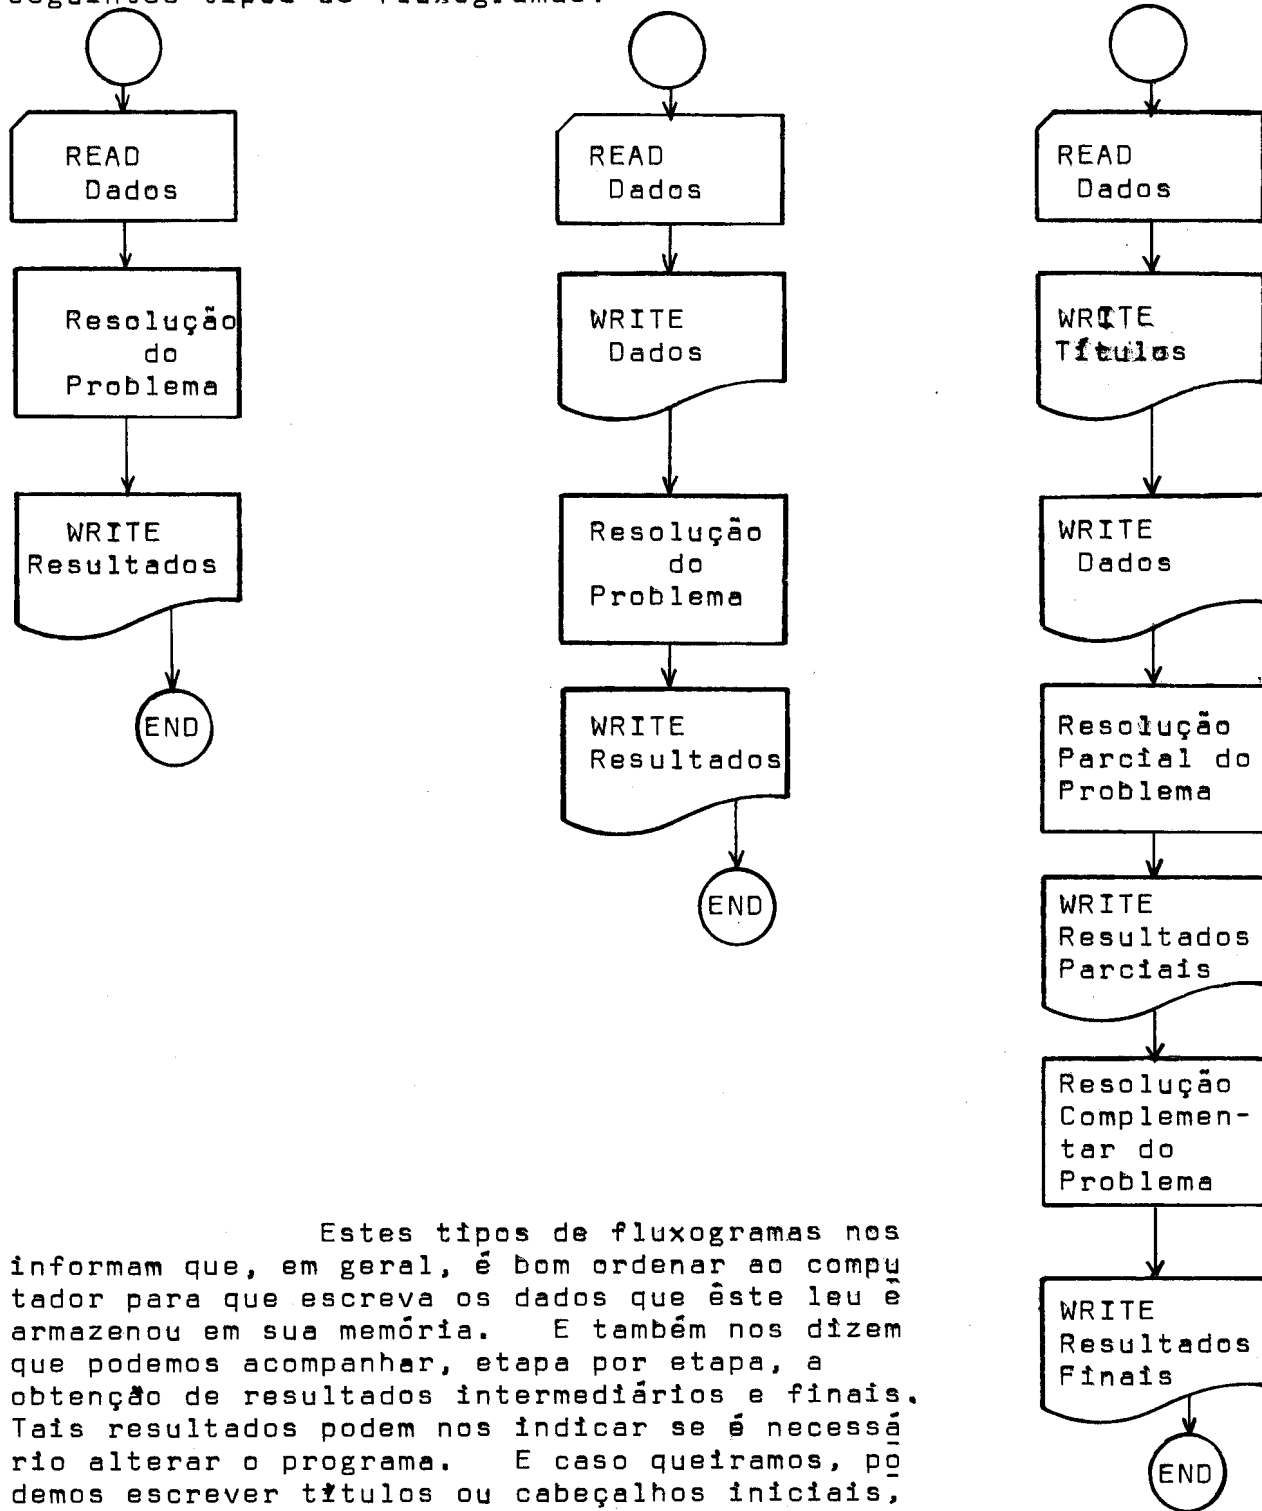 seguintes tipos de fluxogramas:
READ
Dados
Resolução
do
Problema
WRITE
Resultados
END
READ
Dados
WRITE
Dados
Resolução
do
Problema
WRITE
Resultados
END
READ
Dados
WRITE
Títulos
WRITE
Dados
Resolução
Parcial do
Problema
WRITE
Resultados
Parciais
Resolução
Complemen-
tar do
Problema
WRITE
Resultados
Finais
END
Estes tipos de fluxogramas nos
informam que, em geral, é bom ordenar ao compu
tador para que escreva os dados que êste leu e
armazenou em sua memória. E também nos dizem
que podemos acompanhar, etapa por etapa, a
obtenção de resultados intermediários e finais.
Tais resultados podem nos indicar se é necessá
rio alterar o programa. E caso queiramos, po
demos escrever títulos ou cabeçalhos iniciais,